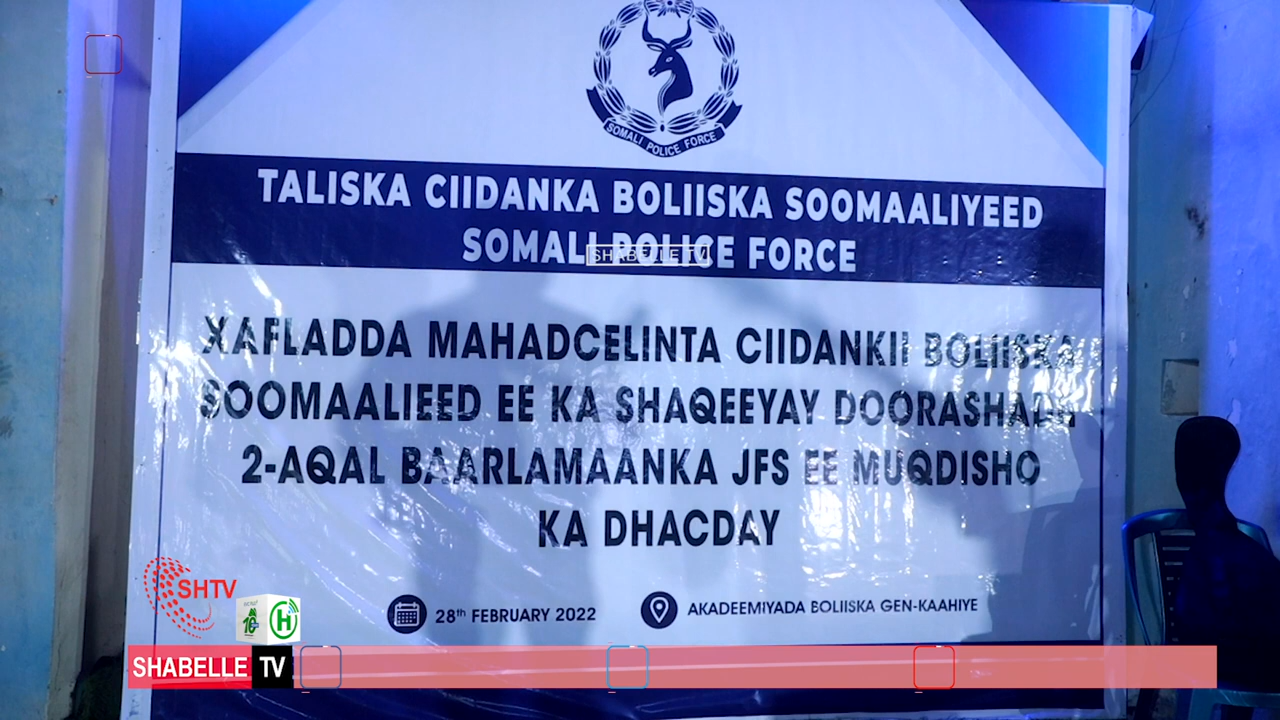 SOMALI POLICE FORCE
TALISKA CIIDANKA BOLIISKA SOOMAALIYEED
SOMALI POLICE FORCE
SHABELLE TV
XAFLADDA MAHADCELINTA CIIDANKII BOLIISKA
SOOMAALIEED EE KA SHAQEEYAY DOORASHADA
2-AQAL BAARLAMAANKA JFS EE MUQDISHO
KA DHACDAY
28th FEBRUARY 2022
AKADEEMIYADA BOLIISKA GEN-KAAHIYE
SHTV
H
SHABELLE TV